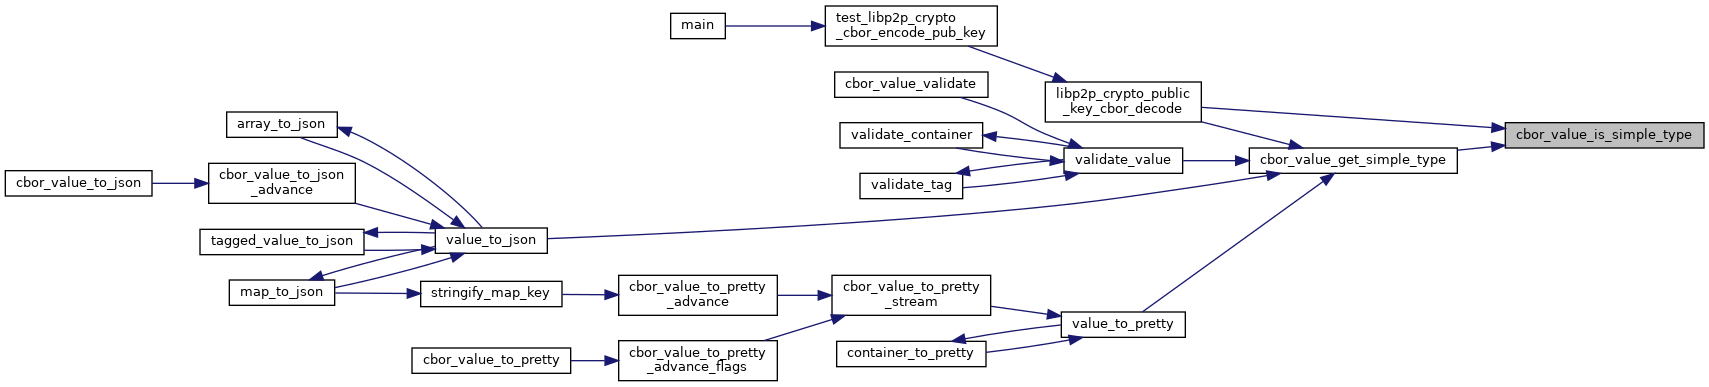 main
test_libp2p_crypto
_cbor_encode_pub_key
cbor_value_validate
libp2p_crypto_public
_key_cbor_decode
array_to_json
validate_container
cbor_value_is_simple_type
validate_value
cbor_value_get_simple_type
cbor_value_to_json
cbor_value_to_json
_advance
validate_tag
tagged_value_to_json
value_to_json
map_to_json
stringify_map_key
cbor_value_to_pretty
_advance
cbor_value_to_pretty
_stream
value_to_pretty
cbor_value_to_pretty
cbor_value_to_pretty
_advance_flags
container_to_pretty